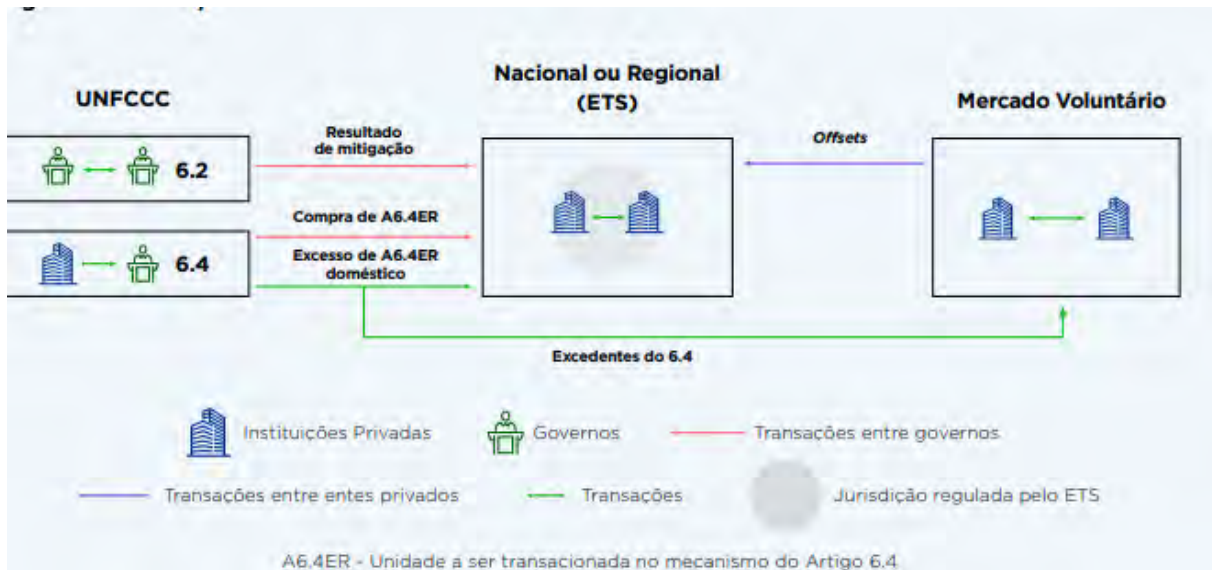 UNFCCC
Nacional ou Regional
(ETS)
Mercado Voluntário
Resultado
de mitigação
Offsets
6.2
Compra de A6.4ER
Excesso de A6.4ER
doméstico
6.4
Excedentes do 6.4
Instituições Privadas
Governos
Transações entre governos
Transações entre entes privados
Transações
Jurisdição regulada pelo ETS
A6.4ER - Unidade a ser transacionada no mecanismo do Artigo 6.4